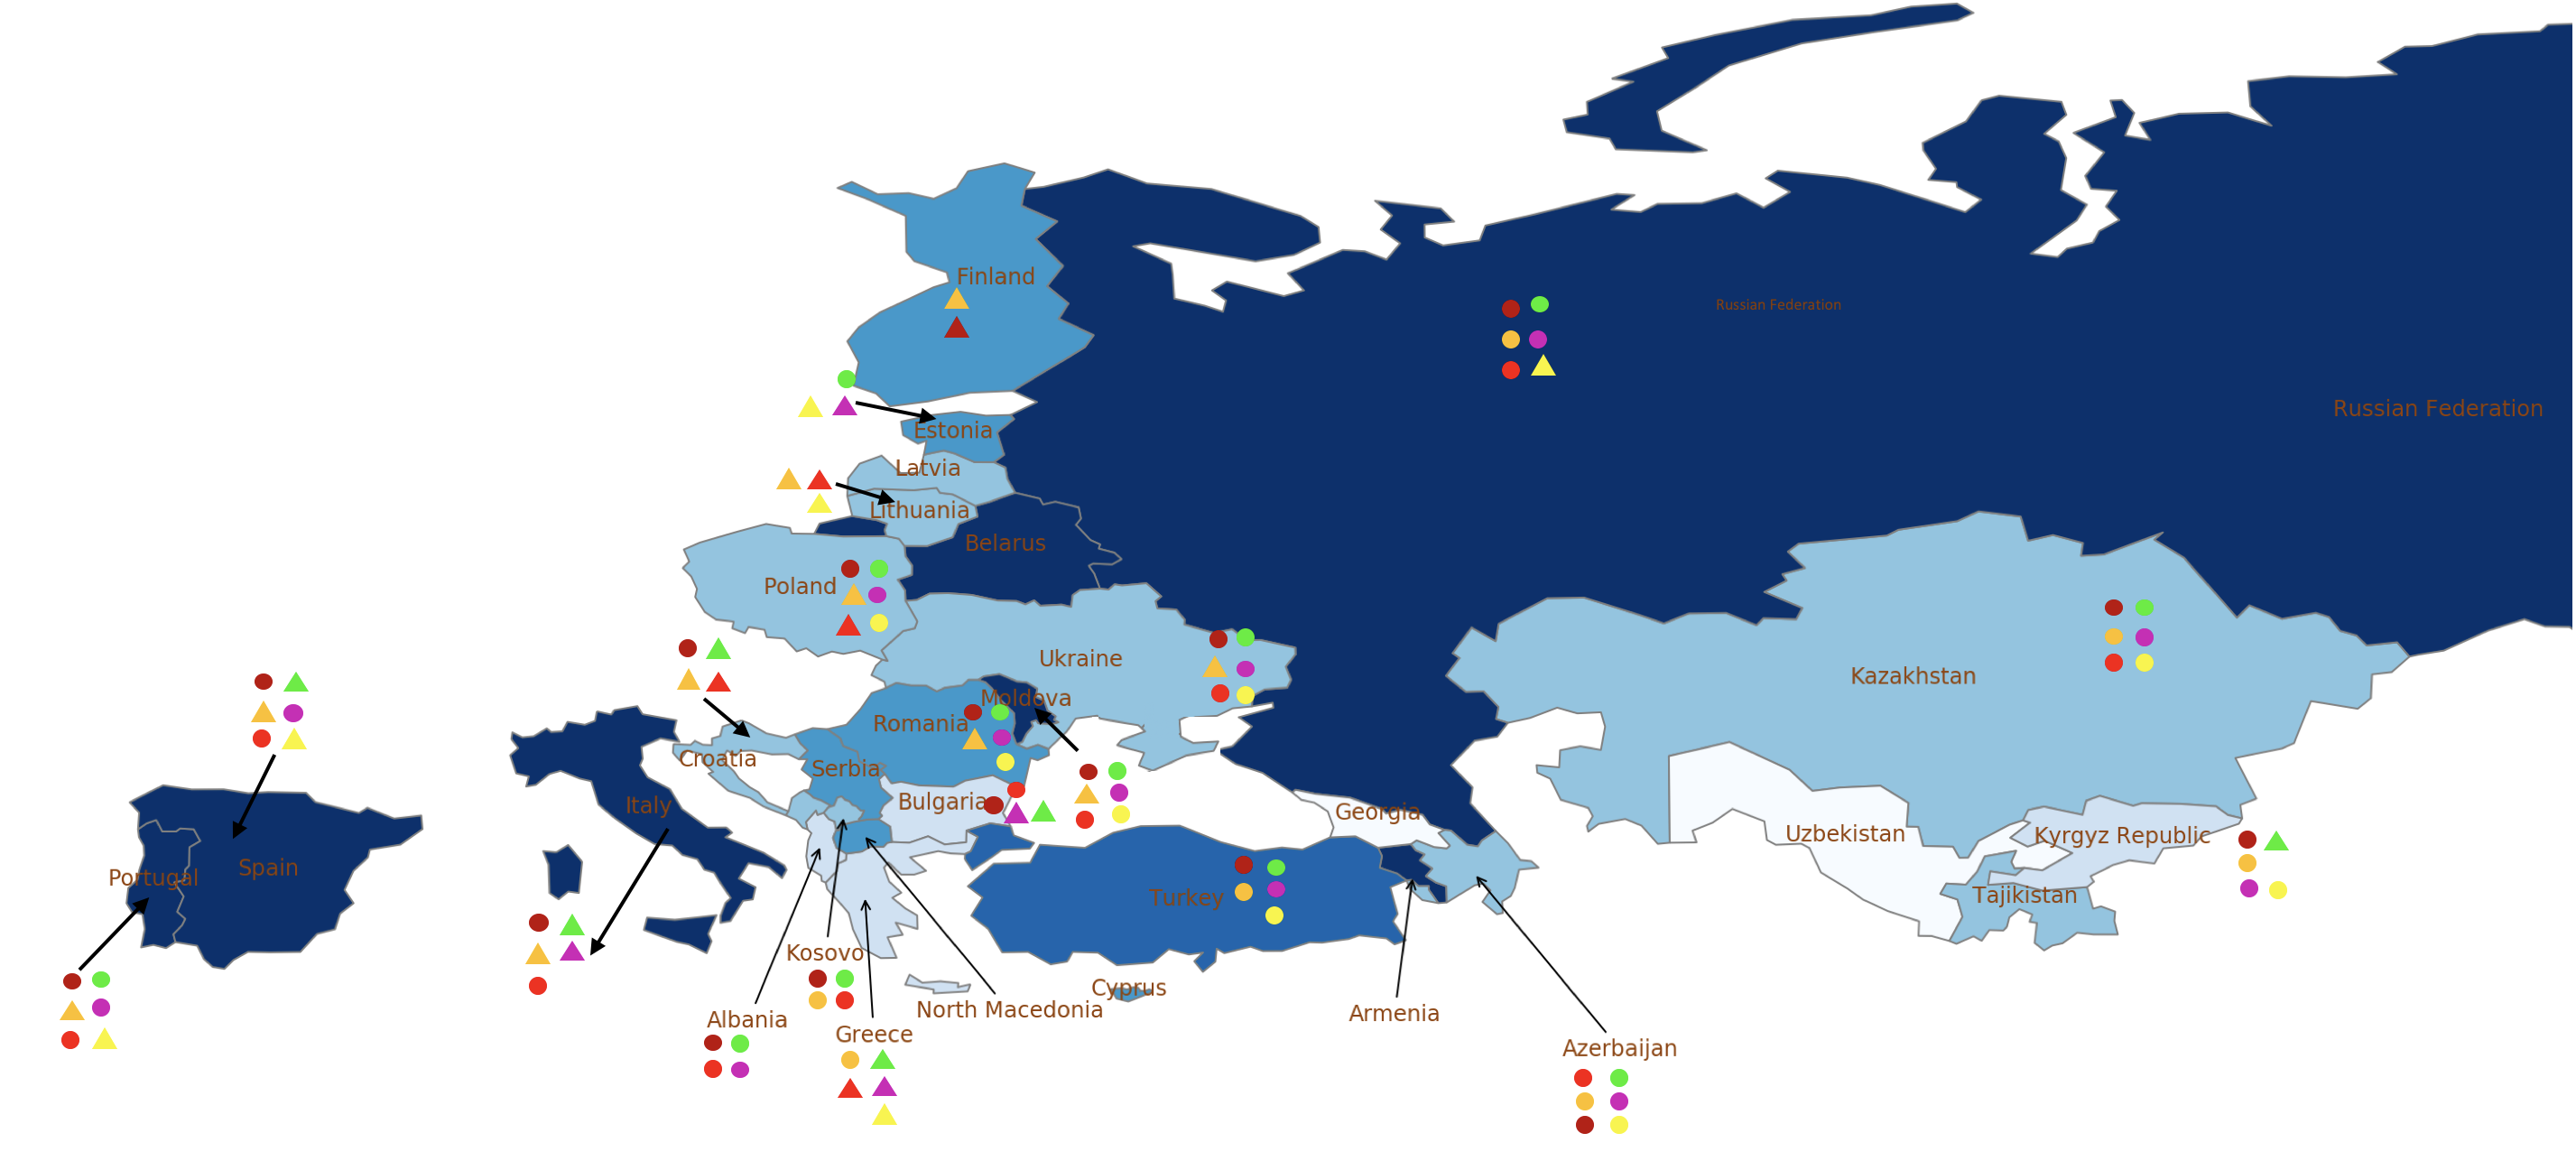 Finland
Russian Federation
Russian Federation
Estonia
Latvia
Lithuania
Belarus
Poland
Ukraine
Kazakhstan
Moldova
Romania
Croatia
Serbia
Italy
Bulgaria
Georgia
Uzbekistan
Kyrgyz Republic
Portugal
Spain
Turkey
Tajikistan
Kosovo
Cyprus
North Macedonia
Armenia
Albania
Greece
Azerbaijan